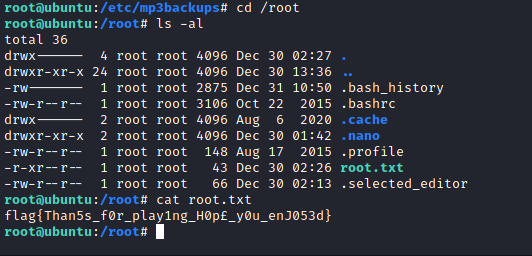 root@ubuntu:/etc/mp3backups# cd /root
root@ubuntu:/root# ls -al
total 36
drwx------  4 root root 4096 Dec 30 02:27 .
drwxr-xr-x 24 root root 4096 Dec 30 13:36 ..
-rw-------  1 root root 2875 Dec 31 10:50 .bash_history
-rw-r--r--  1 root root 3106 Oct 22  2015 .bashrc
drwx------  2 root root 4096 Aug  6  2020 .cache
drwxr-xr-x  2 root root 4096 Dec 30 01:42 .nano
-rw-r--r--  1 root root  148 Aug 17  2015 .profile
-r-xr--r--  1 root root   43 Dec 30 02:26 root.txt
-rw-r--r--  1 root root   66 Dec 30 02:13 .selected_editor
root@ubuntu:/root# cat root.txt
flag{Than5s_f0r_play1ng_H0p£_y0u_enJ053d}
root@ubuntu:/root#